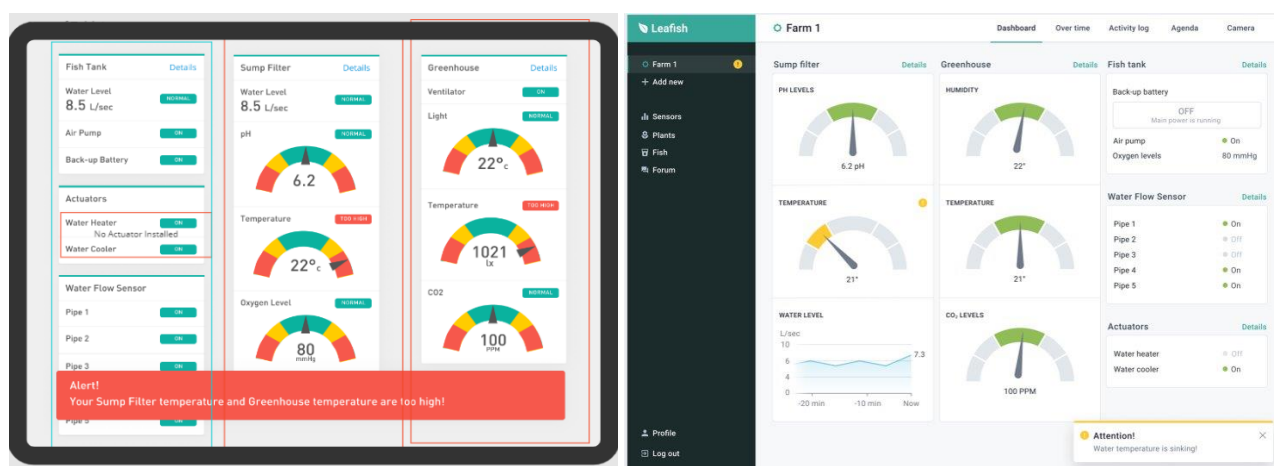 Fish Tank Details
Water Level
8.5 L/sec NORMAL
Air Pump ON
Back-up Battery ON
Actuators
Water Heater ON
No Actuator Installed
Water Cooler ON
Water Flow Sensor
Pipe 1 ON
Pipe 2 ON
Pipe 3 ON
Pipe 5 ON
Sump Filter Details
Water Level
8.5 L/sec NORMAL
pH NORMAL
6.2
Temperature TOO HIGH
22°c
Oxygen Level NORMAL
80
mmHg
Greenhouse Details
Ventilator ON
Light NORMAL
22°c
Temperature TOO HIGH
1021
lx
CO2 NORMAL
100
PPM
Alert!
Your Sump Filter temperature and Greenhouse temperature are too high!
Leafish
Farm 1
Add new
Sensors
Plants
Fish
Forum
Profile
Log out
Farm 1
Dashboard Over time Activity log Agenda Camera
Sump filter Details
PH LEVELS
6.2 pH
TEMPERATURE
21°
WATER LEVEL
L/sec
10
6
4
0
7.3
-20 min -10 min Now
Greenhouse Details
HUMIDITY
22°
TEMPERATURE
21°
CO₂ LEVELS
100 PPM
Fish tank Details
Back-up battery
OFF
Main power is running
Air pump On
Oxygen levels 80 mmHg
Water Flow Sensor Details
Pipe 1 On
Pipe 2 Off
Pipe 3 Off
Pipe 4 On
Pipe 5 On
Actuators Details
Water heater Off
Water cooler On
Attention!
Water temperature is sinking!